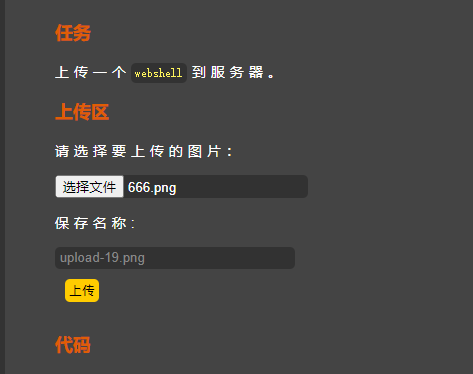 任务
上传一个 webshell 到服务器。
上传区
请选择要上传的图片：
选择文件 666.png
保存名称:
upload-19.png
上传
代码